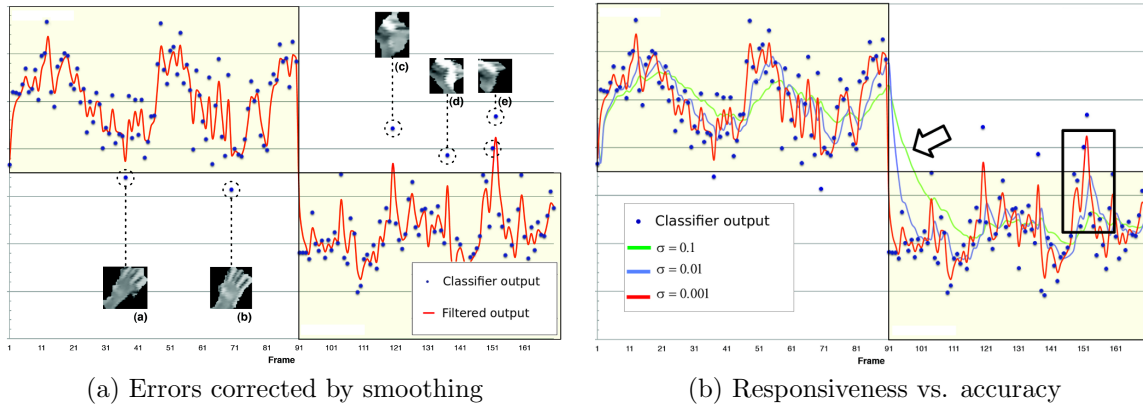 (c)
(d)
(e)
(a)
(b)
Classifier output
Filtered output
1 11 21 31 41 51 61 71 81 91 101 111 121 131 141 151 161
Frame
(a) Errors corrected by smoothing
Classifier output
σ = 0.1
σ = 0.01
σ = 0.001
1 11 21 31 41 51 61 71 81 91 101 111 121 131 141 151 161
Frame
(b) Responsiveness vs. accuracy